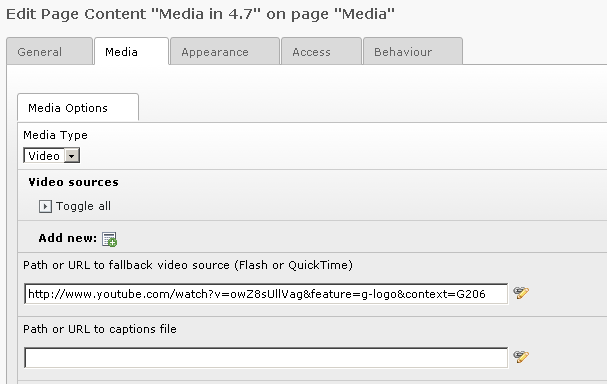 Edit Page Content "Media in 4.7" on page "Media"
General Media Appearance Access Behaviour
Media Options
Media Type
Video
Video sources
Toggle all
Add new:
Path or URL to fallback video source (Flash or QuickTime)
http://www.youtube.com/watch?v=owZ8sUllVag&feature=g-logo&context=G206
Path or URL to captions file